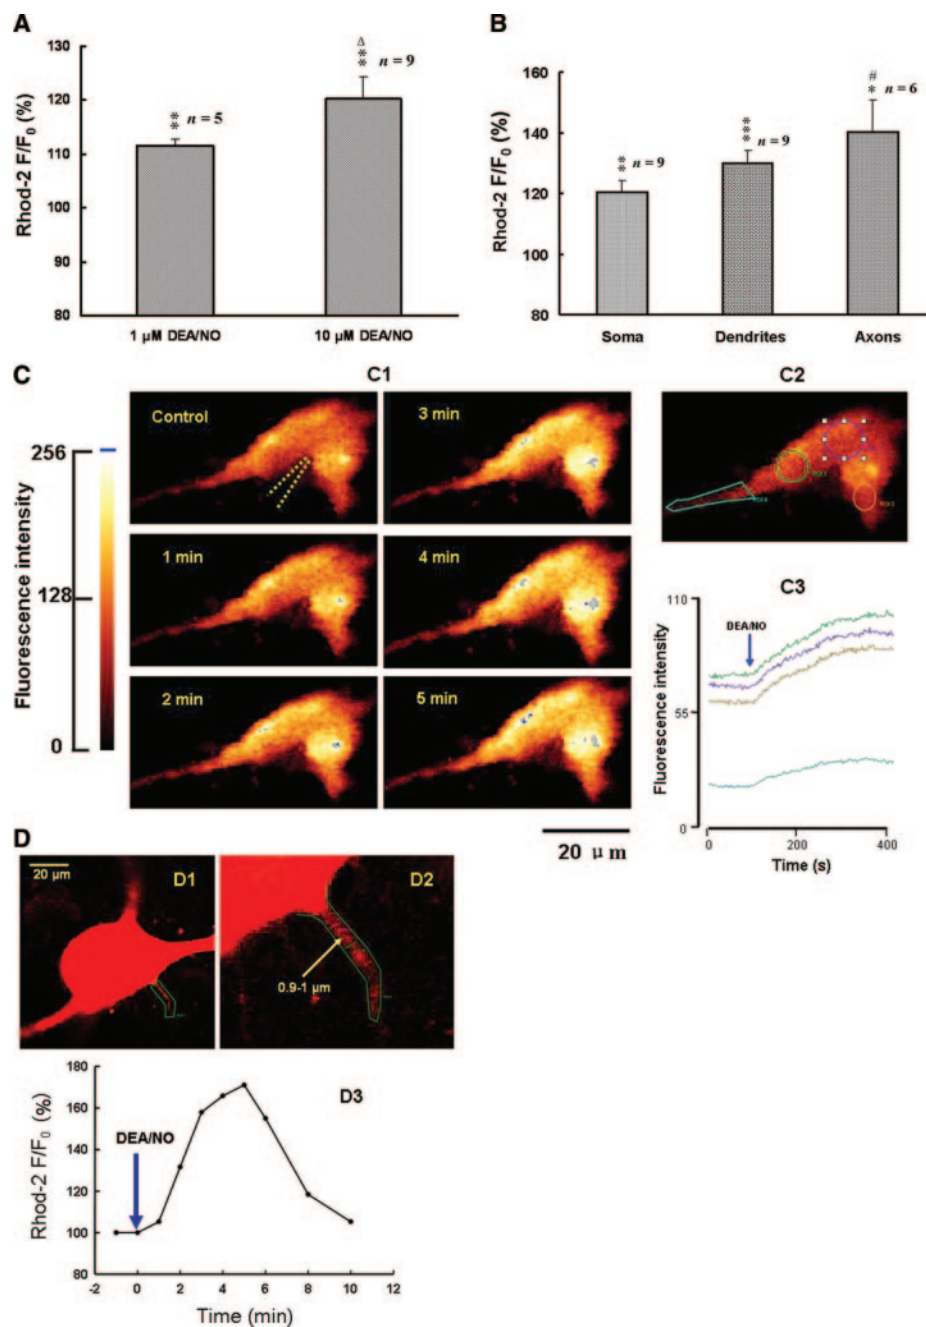 A
Rhod-2 F/F₀ (%)
130
120
110
100
90
80
** n = 5
Δ ** n = 9
1 µM DEA/NO
10 µM DEA/NO
B
Rhod-2 F/F₀ (%)
160
140
120
100
80
** n = 9
*** n = 9
# * n = 6
Soma
Dendrites
Axons
C
C1
Fluorescence intensity
256
128
0
Control
3 min
1 min
4 min
2 min
5 min
20 µm
C2
C3
Fluorescence intensity
110
55
0
DEA/NO
0
200
400
Time (s)
D
20 µm
D1
D2
0.9-1 µm
D3
Rhod-2 F/F₀ (%)
180
160
140
120
100
80
DEA/NO
-2
0
2
4
6
8
10
12
Time (min)